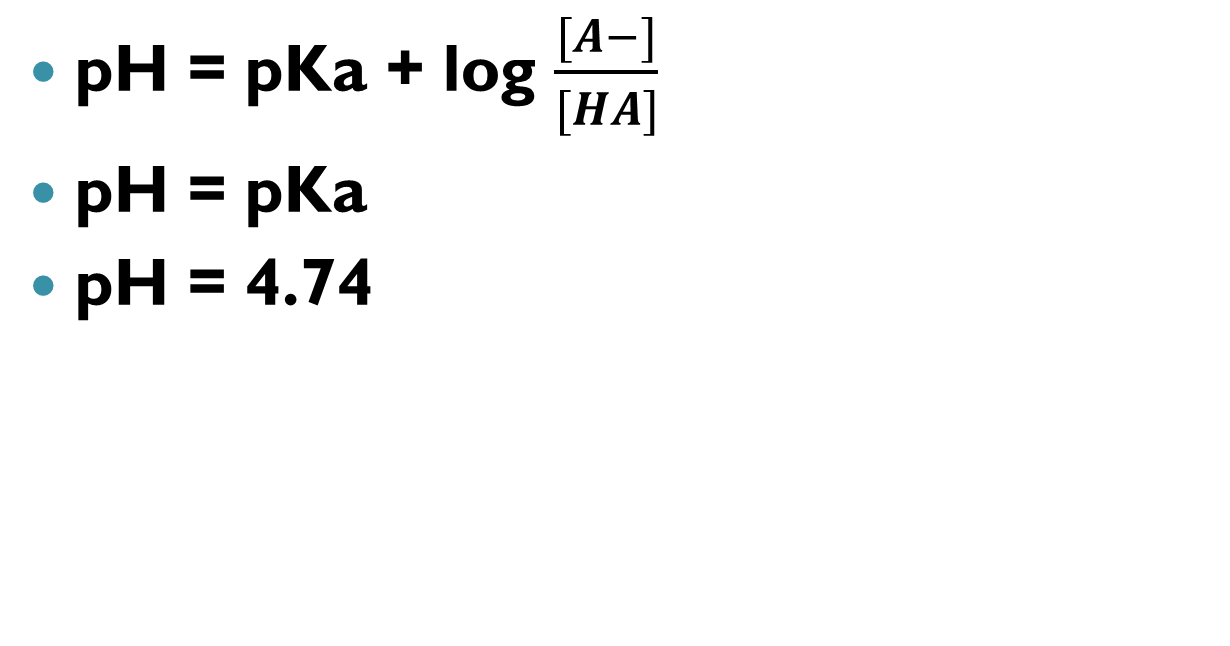 • pH = pKa + log [A−]/[HA]
• pH = pKa
• pH = 4.74